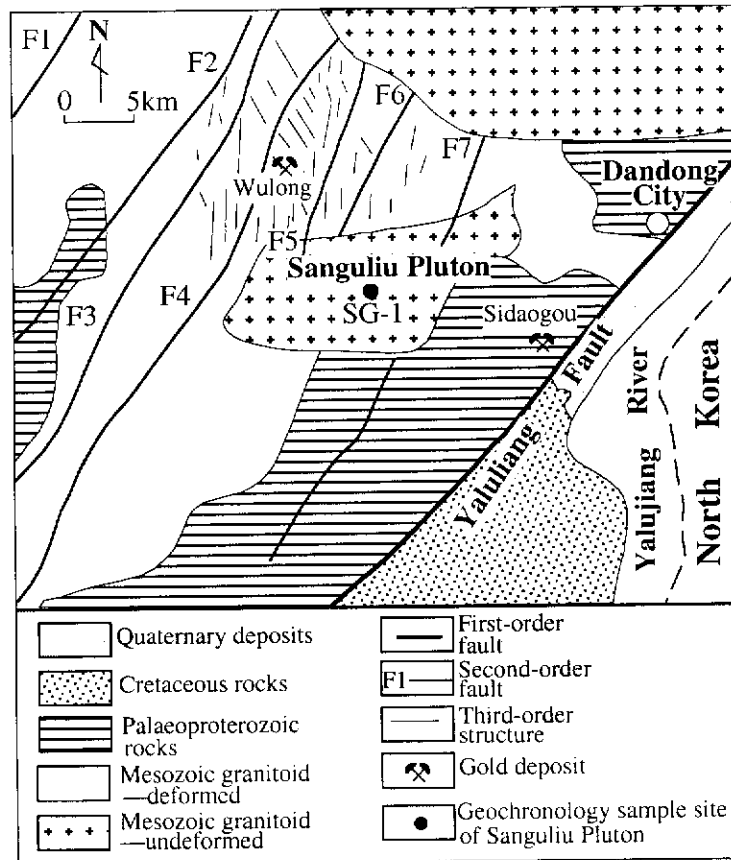 F1
N
0 5km
F2
F6
F7
Wulong
Dandong
City
F5
Sanguliu Pluton
SG-1
F3
F4
Sidaogou
Yaluliang Fault
Yalujiang River
North Korea
Quaternary deposits
Cretaceous rocks
Palaeoproterozoic
rocks
Mesozoic granitoid
—deformed
Mesozoic granitoid
—undeformed
First-order
fault
F1
Second-order
fault
Third-order
structure
Gold deposit
Geochronology sample site
of Sanguliu Pluton